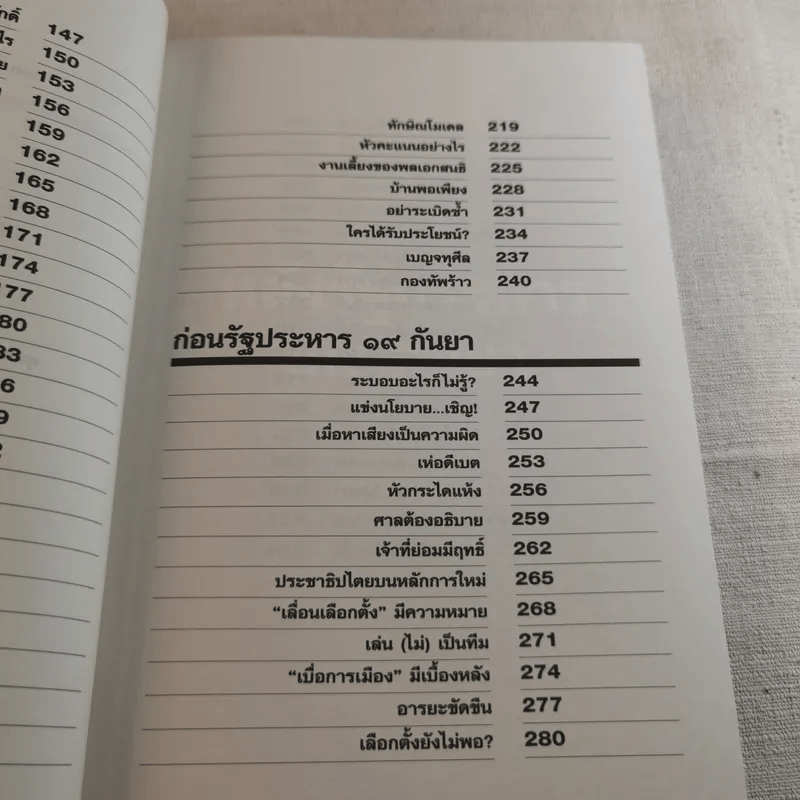 147
150
153
156
159
162
165
168
171
174
177
ทักษิณโมเดล 219
หัวคะแนนอย่างไร 222
งานเลี้ยงของพลเอกสนธิ 225
บ้านพอเพียง 228
อย่าระเบิดซ้ำ 231
ใครได้รับประโยชน์? 234
เบญจทุศีล 237
กองทัพร้าว 240
ก่อนรัฐประหาร ๑๙ กันยา
ระบอบอะไรก็ไม่รู้? 244
แข่งนโยบาย...เชิญ! 247
เมื่อหาเสียงเป็นความผิด 250
เห่อดีเบต 253
หัวกระไดแห้ง 256
ศาลต้องอธิบาย 259
เจ้าที่ย่อมมีฤทธิ์ 262
ประชาธิปไตยบนหลักการใหม่ 265
“เลื่อนเลือกตั้ง” มีความหมาย 268
เล่น (ไม่) เป็นทีม 271
“เบื่อการเมือง” มีเบื้องหลัง 274
อารยะขัดขืน 277
เลือกตั้งยังไม่พอ? 280